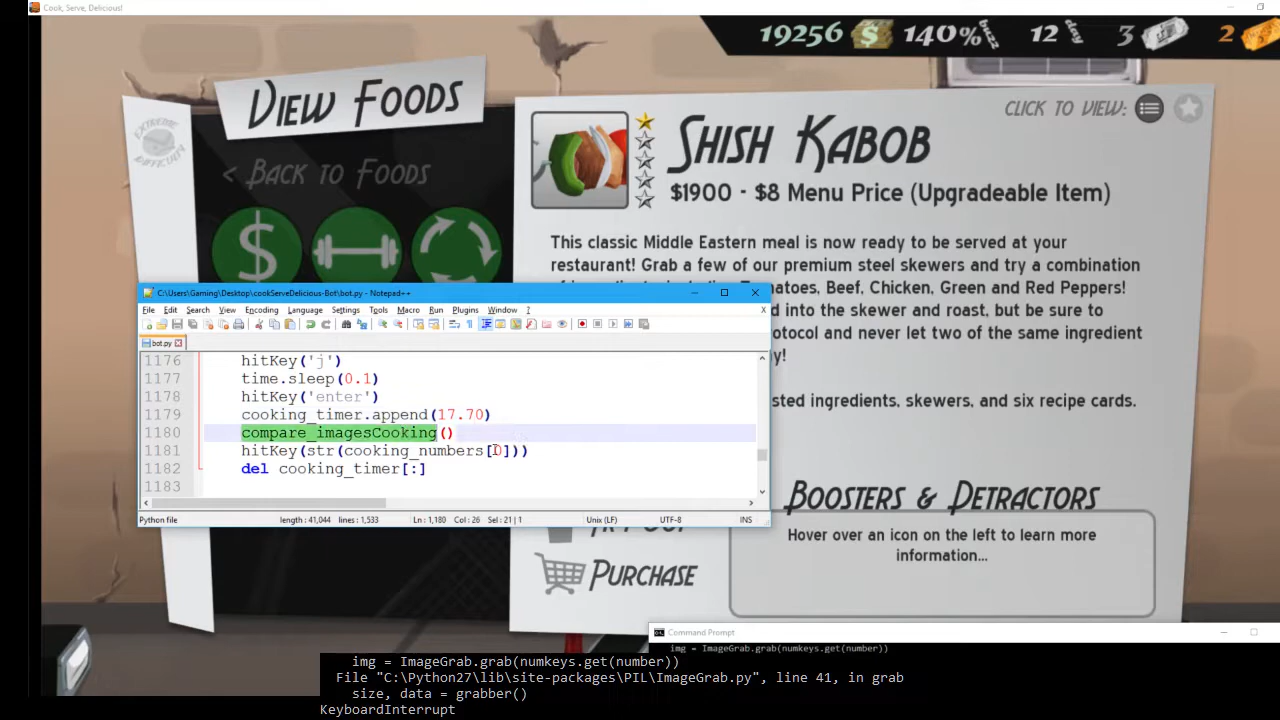 Cook, Serve, Delicious!
19256 $ 140% buzz 12 day 3 2
VIEW FOODS
EXTREME DIFFICULTY
< BACK TO FOODS
$
CLICK TO VIEW:
SHISH KABOB
$1900 - $8 Menu Price (Upgradeable Item)
This classic Middle Eastern meal is now ready to be served at your
restaurant! Grab a few of our premium steel skewers and try a combination
Tomatoes, Beef, Chicken, Green and Red Peppers!
d into the skewer and roast, but be sure to
otocol and never let two of the same ingredient
y!
sted ingredients, skewers, and six recipe cards.
BOOSTERS & DETRACTORS
Hover over an icon on the left to learn more
information...
PURCHASE
C:\Users\Gaming\Desktop\cookServeDelicious-Bot\bot.py - Notepad++
File Edit Search View Encoding Language Settings Tools Macro Run Plugins Window ? X
bot.py
1176 hitKey('j')
1177 time.sleep(0.1)
1178 hitKey('enter')
1179 cooking_timer.append(17.70)
1180 compare_imagesCooking()
1181 hitKey(str(cooking_numbers[0]))
1182 del cooking_timer[:]
1183
Python file length : 41,044 lines : 1,533 Ln : 1,180 Col : 26 Sel : 21 | 1 Unix (LF) UTF-8 INS
Command Prompt
img = ImageGrab.grab(numkeys.get(number))
img = ImageGrab.grab(numkeys.get(number))
File "C:\Python27\lib\site-packages\PIL\ImageGrab.py", line 41, in grab
size, data = grabber()
KeyboardInterrupt